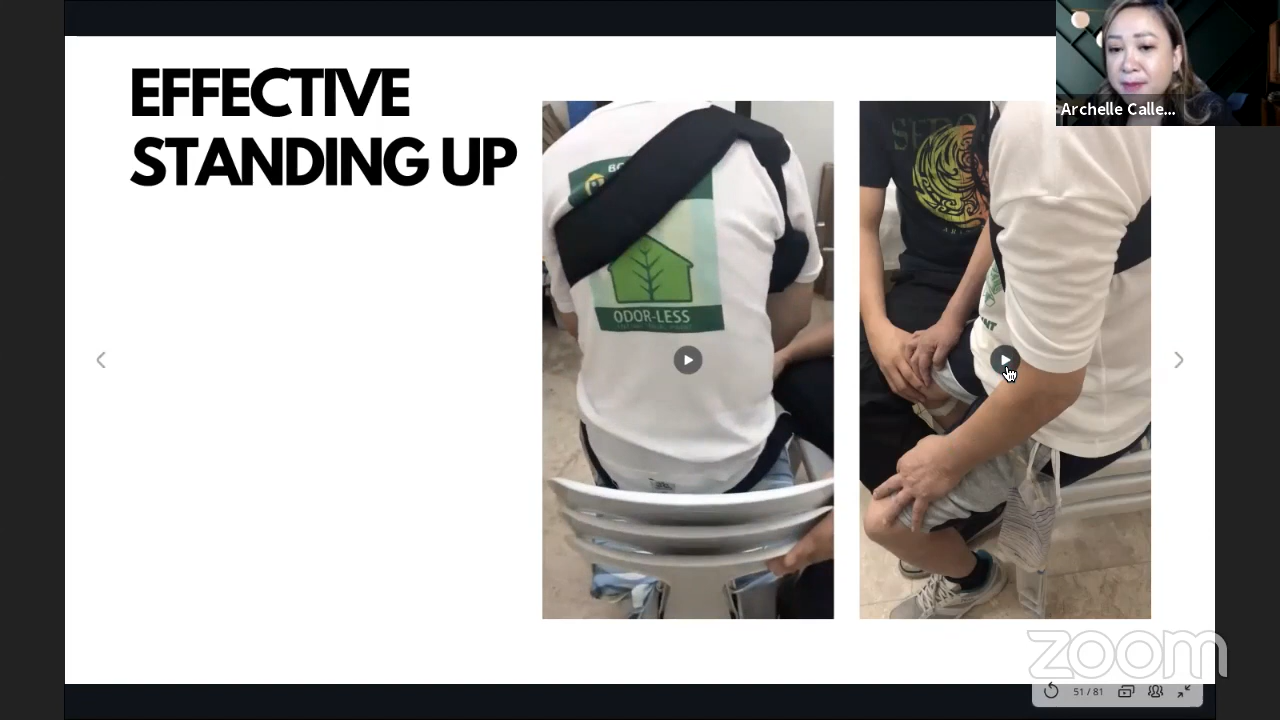 EFFECTIVE
STANDING UP
Archelle Calle...
ODOR-LESS
zoom
51 / 81